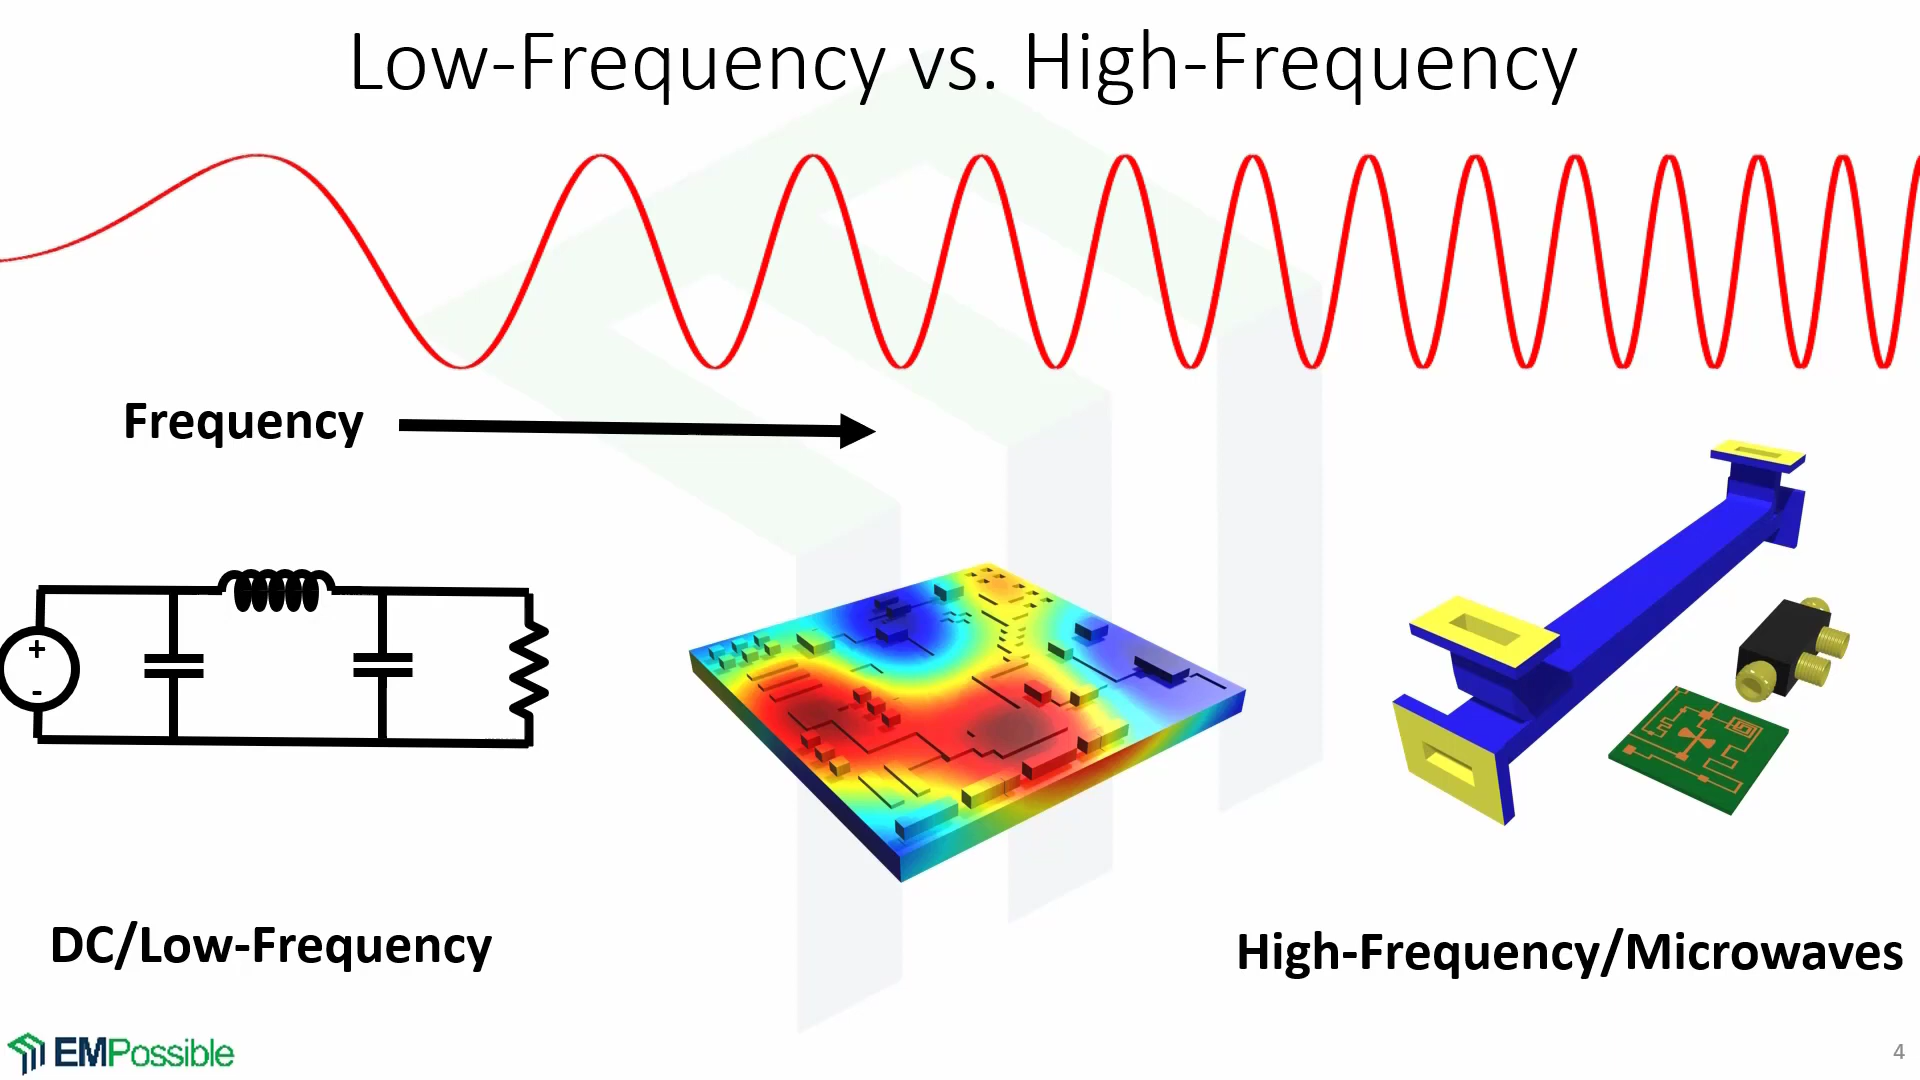 Low-Frequency vs. High-Frequency
Frequency
+
-
DC/Low-Frequency
High-Frequency/Microwaves
EMPossible
4